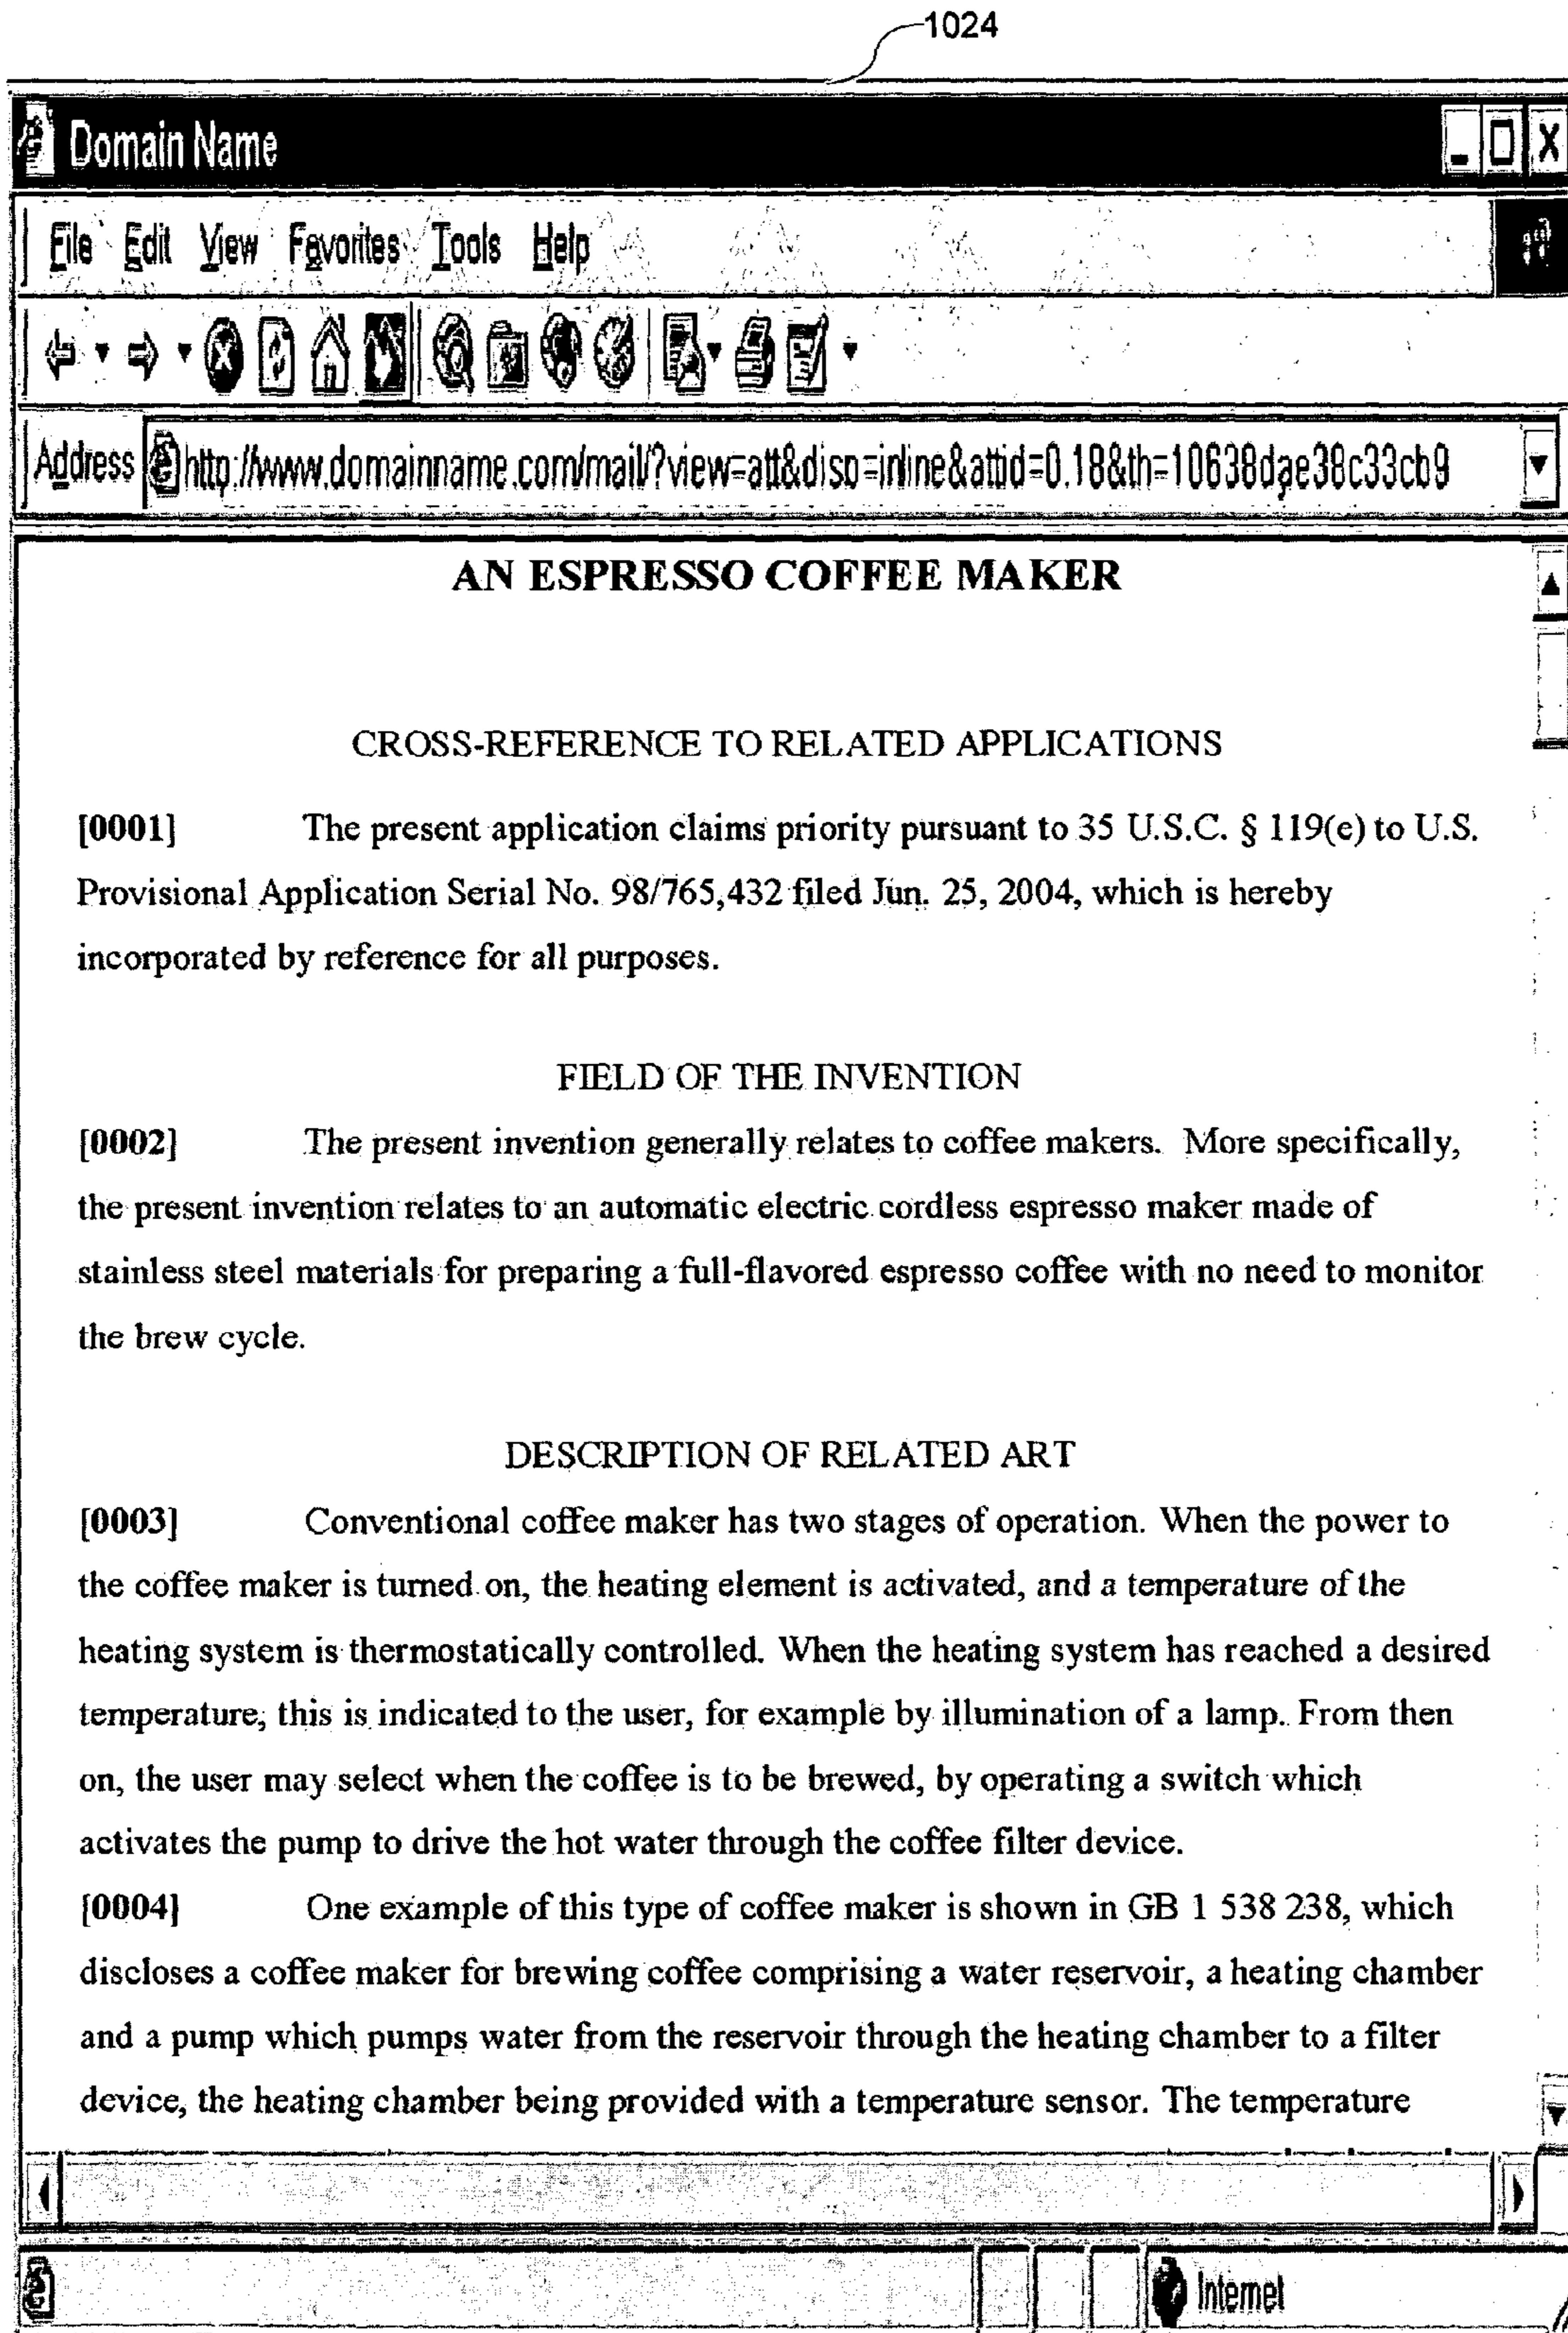 1024
Domain Name
File Edit View Favorites Tools Help
Address http://www.domainname.com/mail/?view=att&disp=inline&attid=0.18&th=10638dae38c33cb9
AN ESPRESSO COFFEE MAKER
CROSS-REFERENCE TO RELATED APPLICATIONS
[0001] The present application claims priority pursuant to 35 U.S.C. § 119(e) to U.S.
Provisional Application Serial No. 98/765,432 filed Jun. 25, 2004, which is hereby
incorporated by reference for all purposes.
FIELD OF THE INVENTION
[0002] The present invention generally relates to coffee makers. More specifically,
the present invention relates to an automatic electric cordless espresso maker made of
stainless steel materials for preparing a full-flavored espresso coffee with no need to monitor
the brew cycle.
DESCRIPTION OF RELATED ART
[0003] Conventional coffee maker has two stages of operation. When the power to
the coffee maker is turned on, the heating element is activated, and a temperature of the
heating system is thermostatically controlled. When the heating system has reached a desired
temperature, this is indicated to the user, for example by illumination of a lamp. From then
on, the user may select when the coffee is to be brewed, by operating a switch which
activates the pump to drive the hot water through the coffee filter device.
[0004] One example of this type of coffee maker is shown in GB 1 538 238, which
discloses a coffee maker for brewing coffee comprising a water reservoir, a heating chamber
and a pump which pumps water from the reservoir through the heating chamber to a filter
device, the heating chamber being provided with a temperature sensor. The temperature
Internet